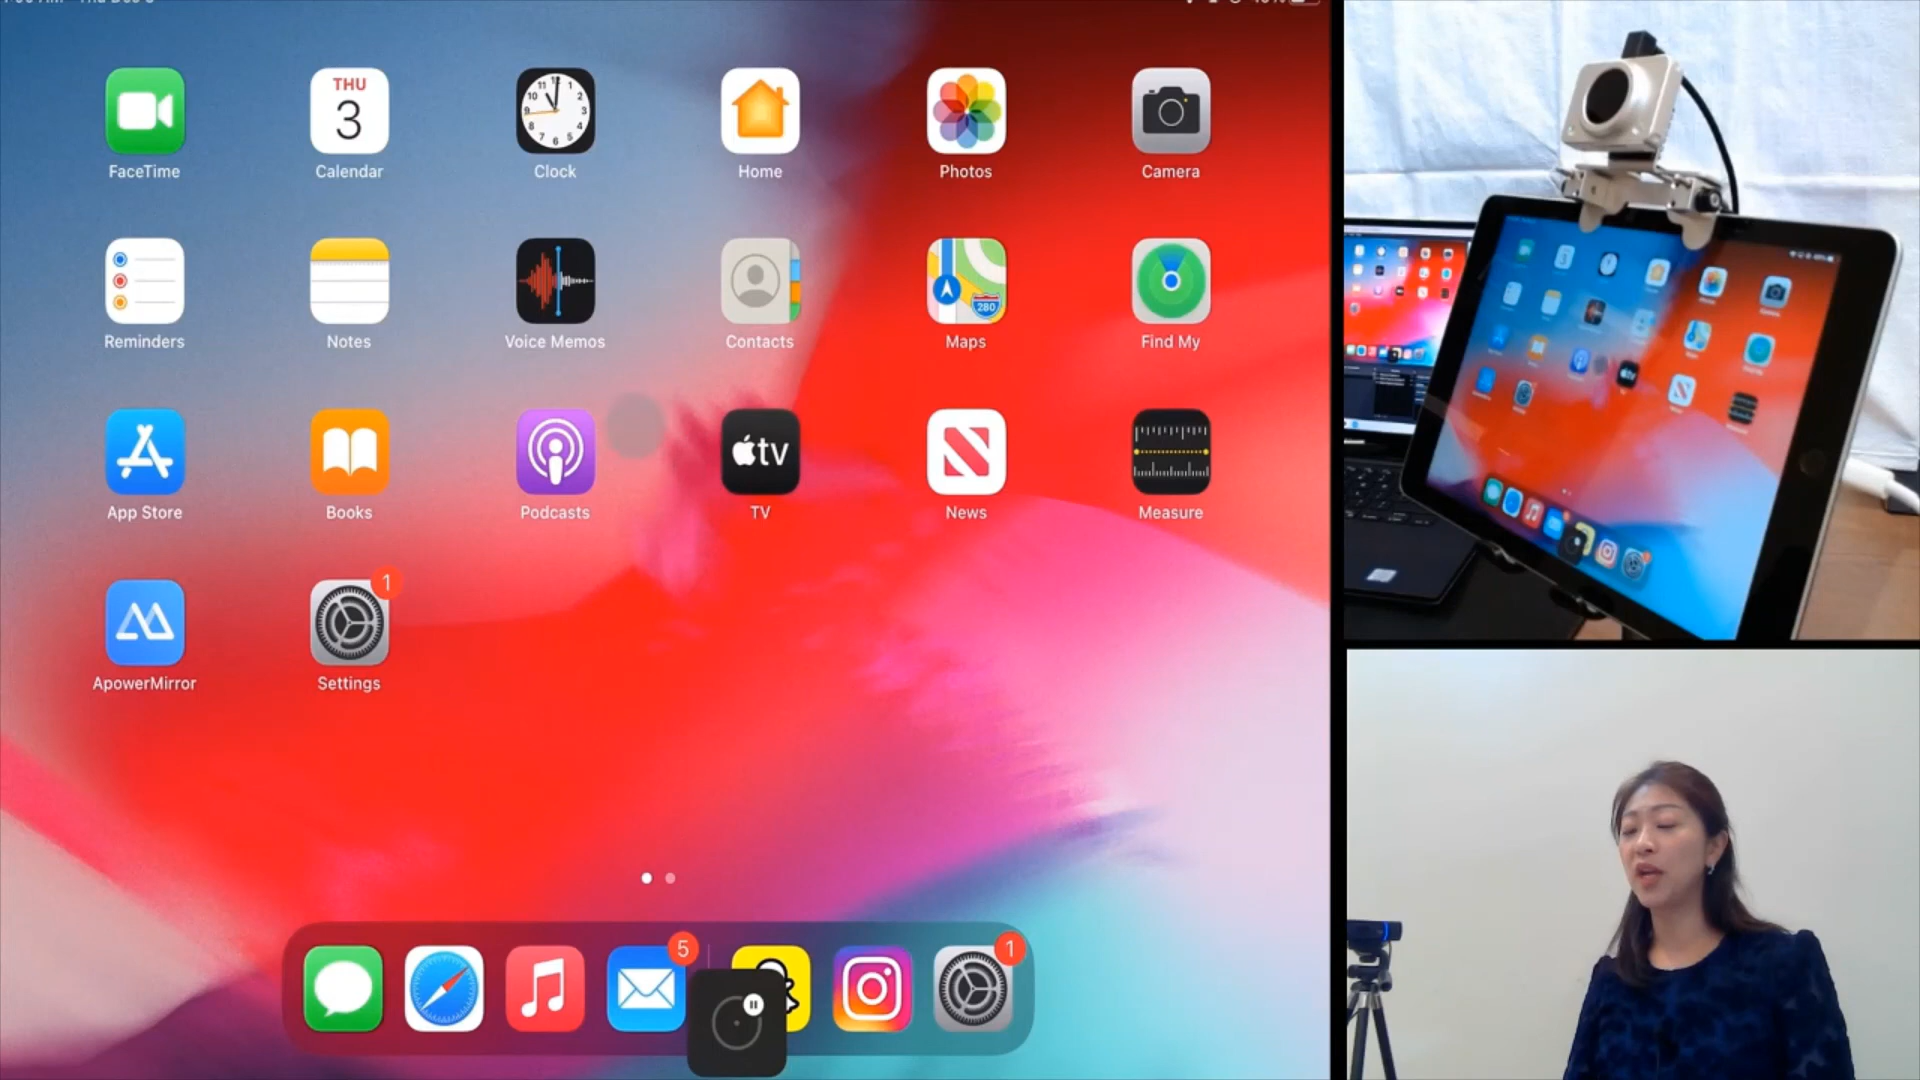 FaceTime
THU
3
Calendar
Clock
Home
Photos
Camera
Reminders
Notes
Voice Memos
Contacts
280
Maps
Find My
App Store
Books
Podcasts
tv
TV
News
Measure
ApowerMirror
1
Settings
5
1